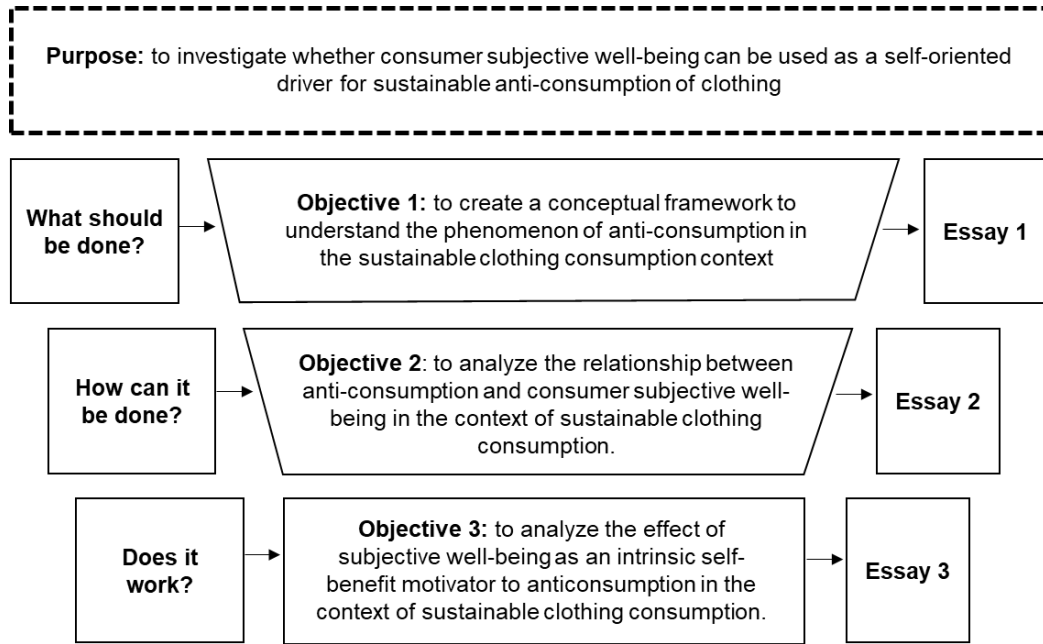 Purpose: to investigate whether consumer subjective well-being can be used as a self-oriented
driver for sustainable anti-consumption of clothing
What should
be done?
Objective 1: to create a conceptual framework to
understand the phenomenon of anti-consumption in
the sustainable clothing consumption context
Essay 1
How can it
be done?
Objective 2: to analyze the relationship between
anti-consumption and consumer subjective well-
being in the context of sustainable clothing
consumption.
Essay 2
Does it
work?
Objective 3: to analyze the effect of
subjective well-being as an intrinsic self-
benefit motivator to anticonsumption in the
context of sustainable clothing consumption.
Essay 3